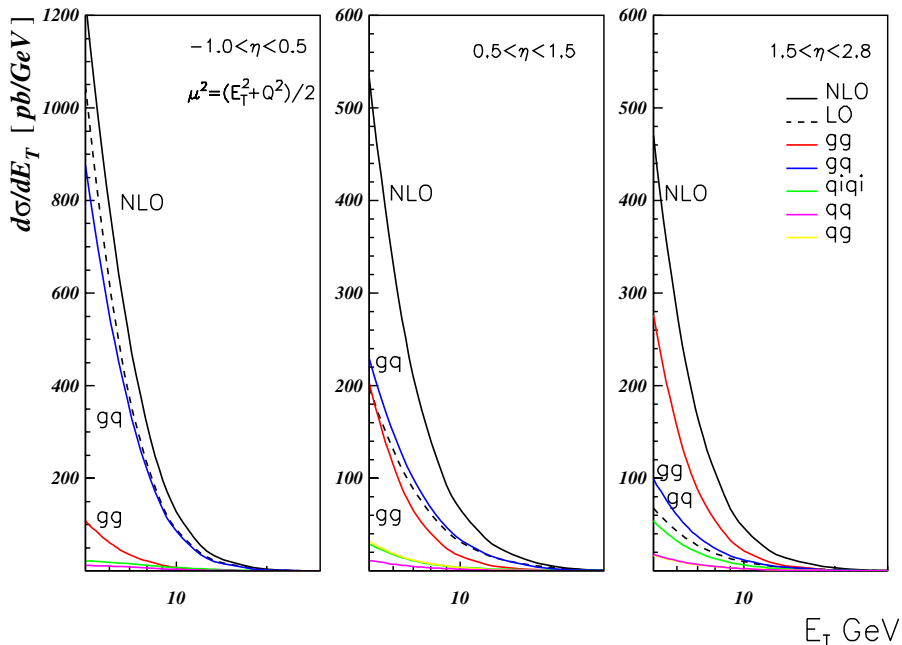 dσ/dE_T [ pb/GeV]
1200
1000
800
600
400
200
-1.0<η<0.5
μ²=(E_T²+Q²)/2
NLO
gq
gg
10
600
500
400
300
200
100
0.5<η<1.5
NLO
gq
gg
10
600
500
400
300
200
100
1.5<η<2.8
NLO
LO
gg
gq
qiqi
qq
qg
NLO
gg
gq
10
E_T GeV